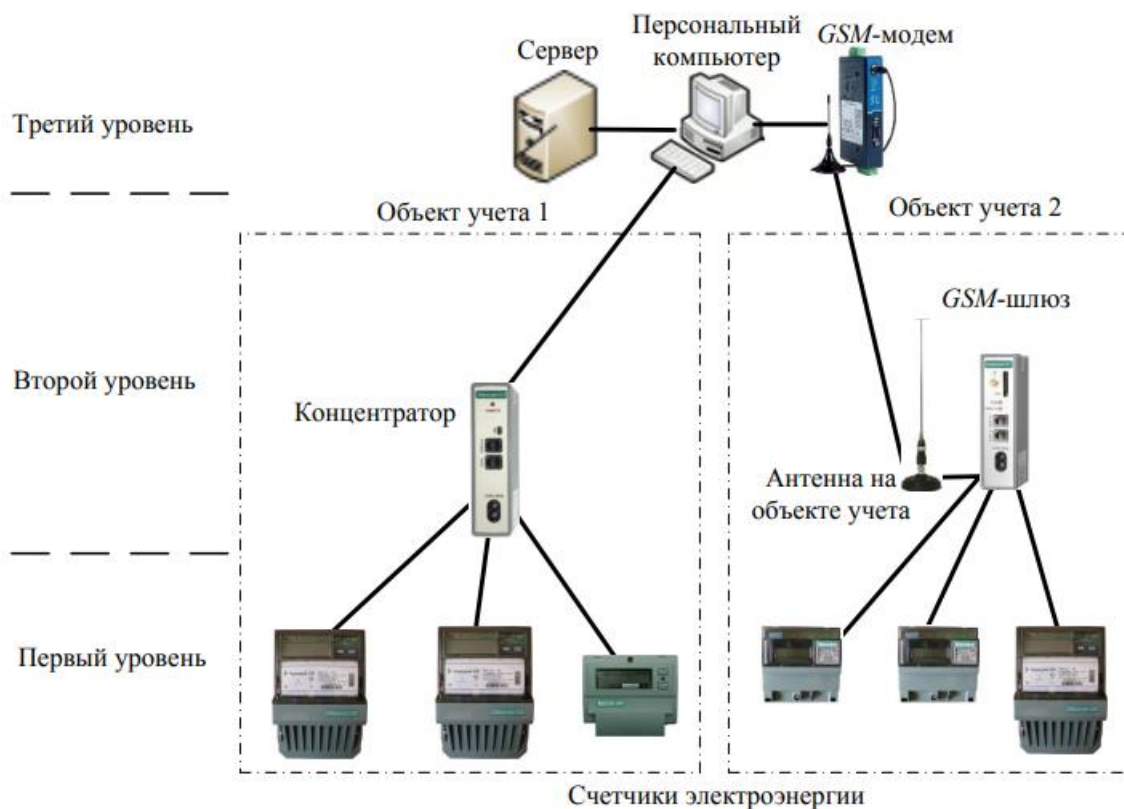 Сервер
Персональный
компьютер
GSM-модем
Третий уровень
Объект учета 1
Объект учета 2
GSM-шлюз
Второй уровень
Концентратор
Антенна на
объекте учета
Первый уровень
Счетчики электроэнергии